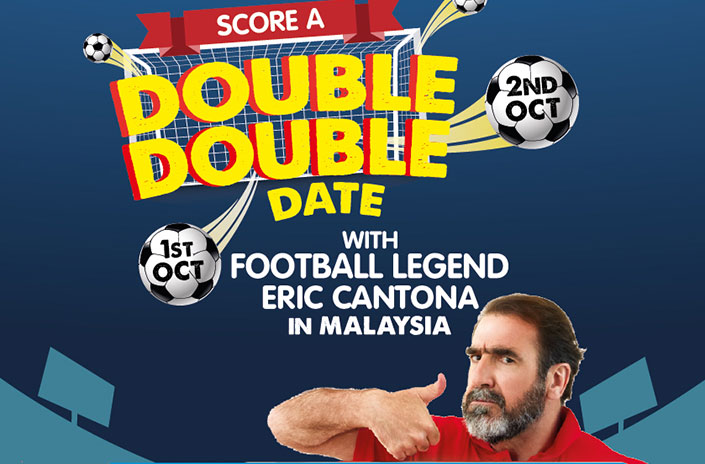 SCORE A
DOUBLE
DOUBLE
DATE
2ND
OCT
1ST
OCT
WITH
FOOTBALL LEGEND
ERIC CANTONA
IN MALAYSIA